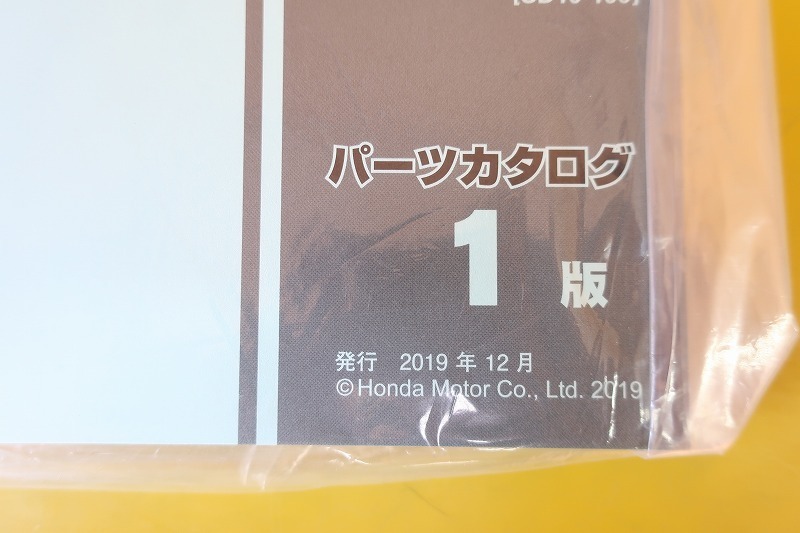 パーツカタログ
1 版
発行 2019 年 12 月
©Honda Motor Co., Ltd. 2019